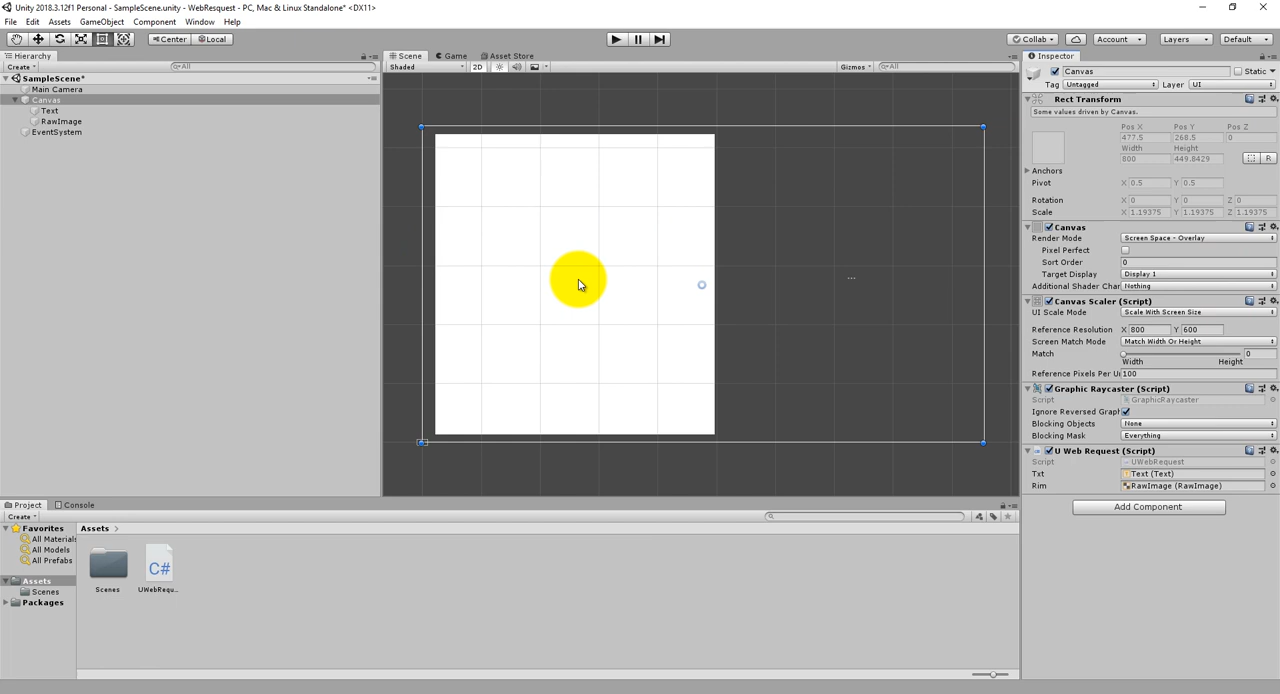 Unity 2018.3.12f1 Personal - SampleScene.unity - WebResquest - PC, Mac & Linux Standalone* <DX11>
File Edit Assets GameObject Component Window Help
Center Local
Collab Account Layers Default
Hierarchy
Create All
SampleScene*
Main Camera
Canvas
Text
RawImage
EventSystem
Scene Game Asset Store
Shaded 2D Gizmos All
...
Inspector
Canvas Static
Tag Untagged Layer UI
Rect Transform
Some values driven by Canvas.
Pos X Pos Y Pos Z
477.5 268.5 0
Width Height
800 449.8429
R
Anchors
Pivot X 0.5 Y 0.5
Rotation X 0 Y 0 Z 0
Scale X 1.19375 Y 1.19375 Z 1.19375
Canvas
Render Mode Screen Space - Overlay
Pixel Perfect
Sort Order 0
Target Display Display 1
Additional Shader Char Nothing
Canvas Scaler (Script)
UI Scale Mode Scale With Screen Size
Reference Resolution X 800 Y 600
Screen Match Mode Match Width Or Height
Match 0
Width Height
Reference Pixels Per U 100
Graphic Raycaster (Script)
Script GraphicRaycaster
Ignore Reversed Graph
Blocking Objects None
Blocking Mask Everything
U Web Request (Script)
Script UWebRequest
Txt Text (Text)
Rim RawImage (RawImage)
Add Component
Project Console
Create
Favorites
All Materials
All Models
All Prefabs
Assets
Scenes
Packages
Assets
Scenes
C#
UWebRequ...